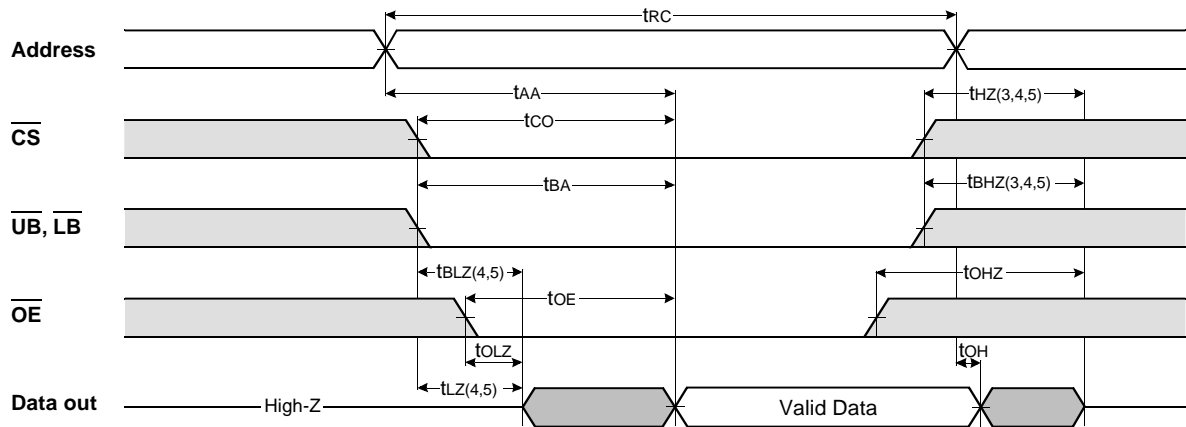 tRC
Address
tAA
tHZ(3,4,5)
CS
tCO
tBA
tBHZ(3,4,5)
UB, LB
tBLZ(4,5)
tOHZ
tOE
OE
tOLZ
tOH
tLZ(4,5)
Data out
High-Z
Valid Data